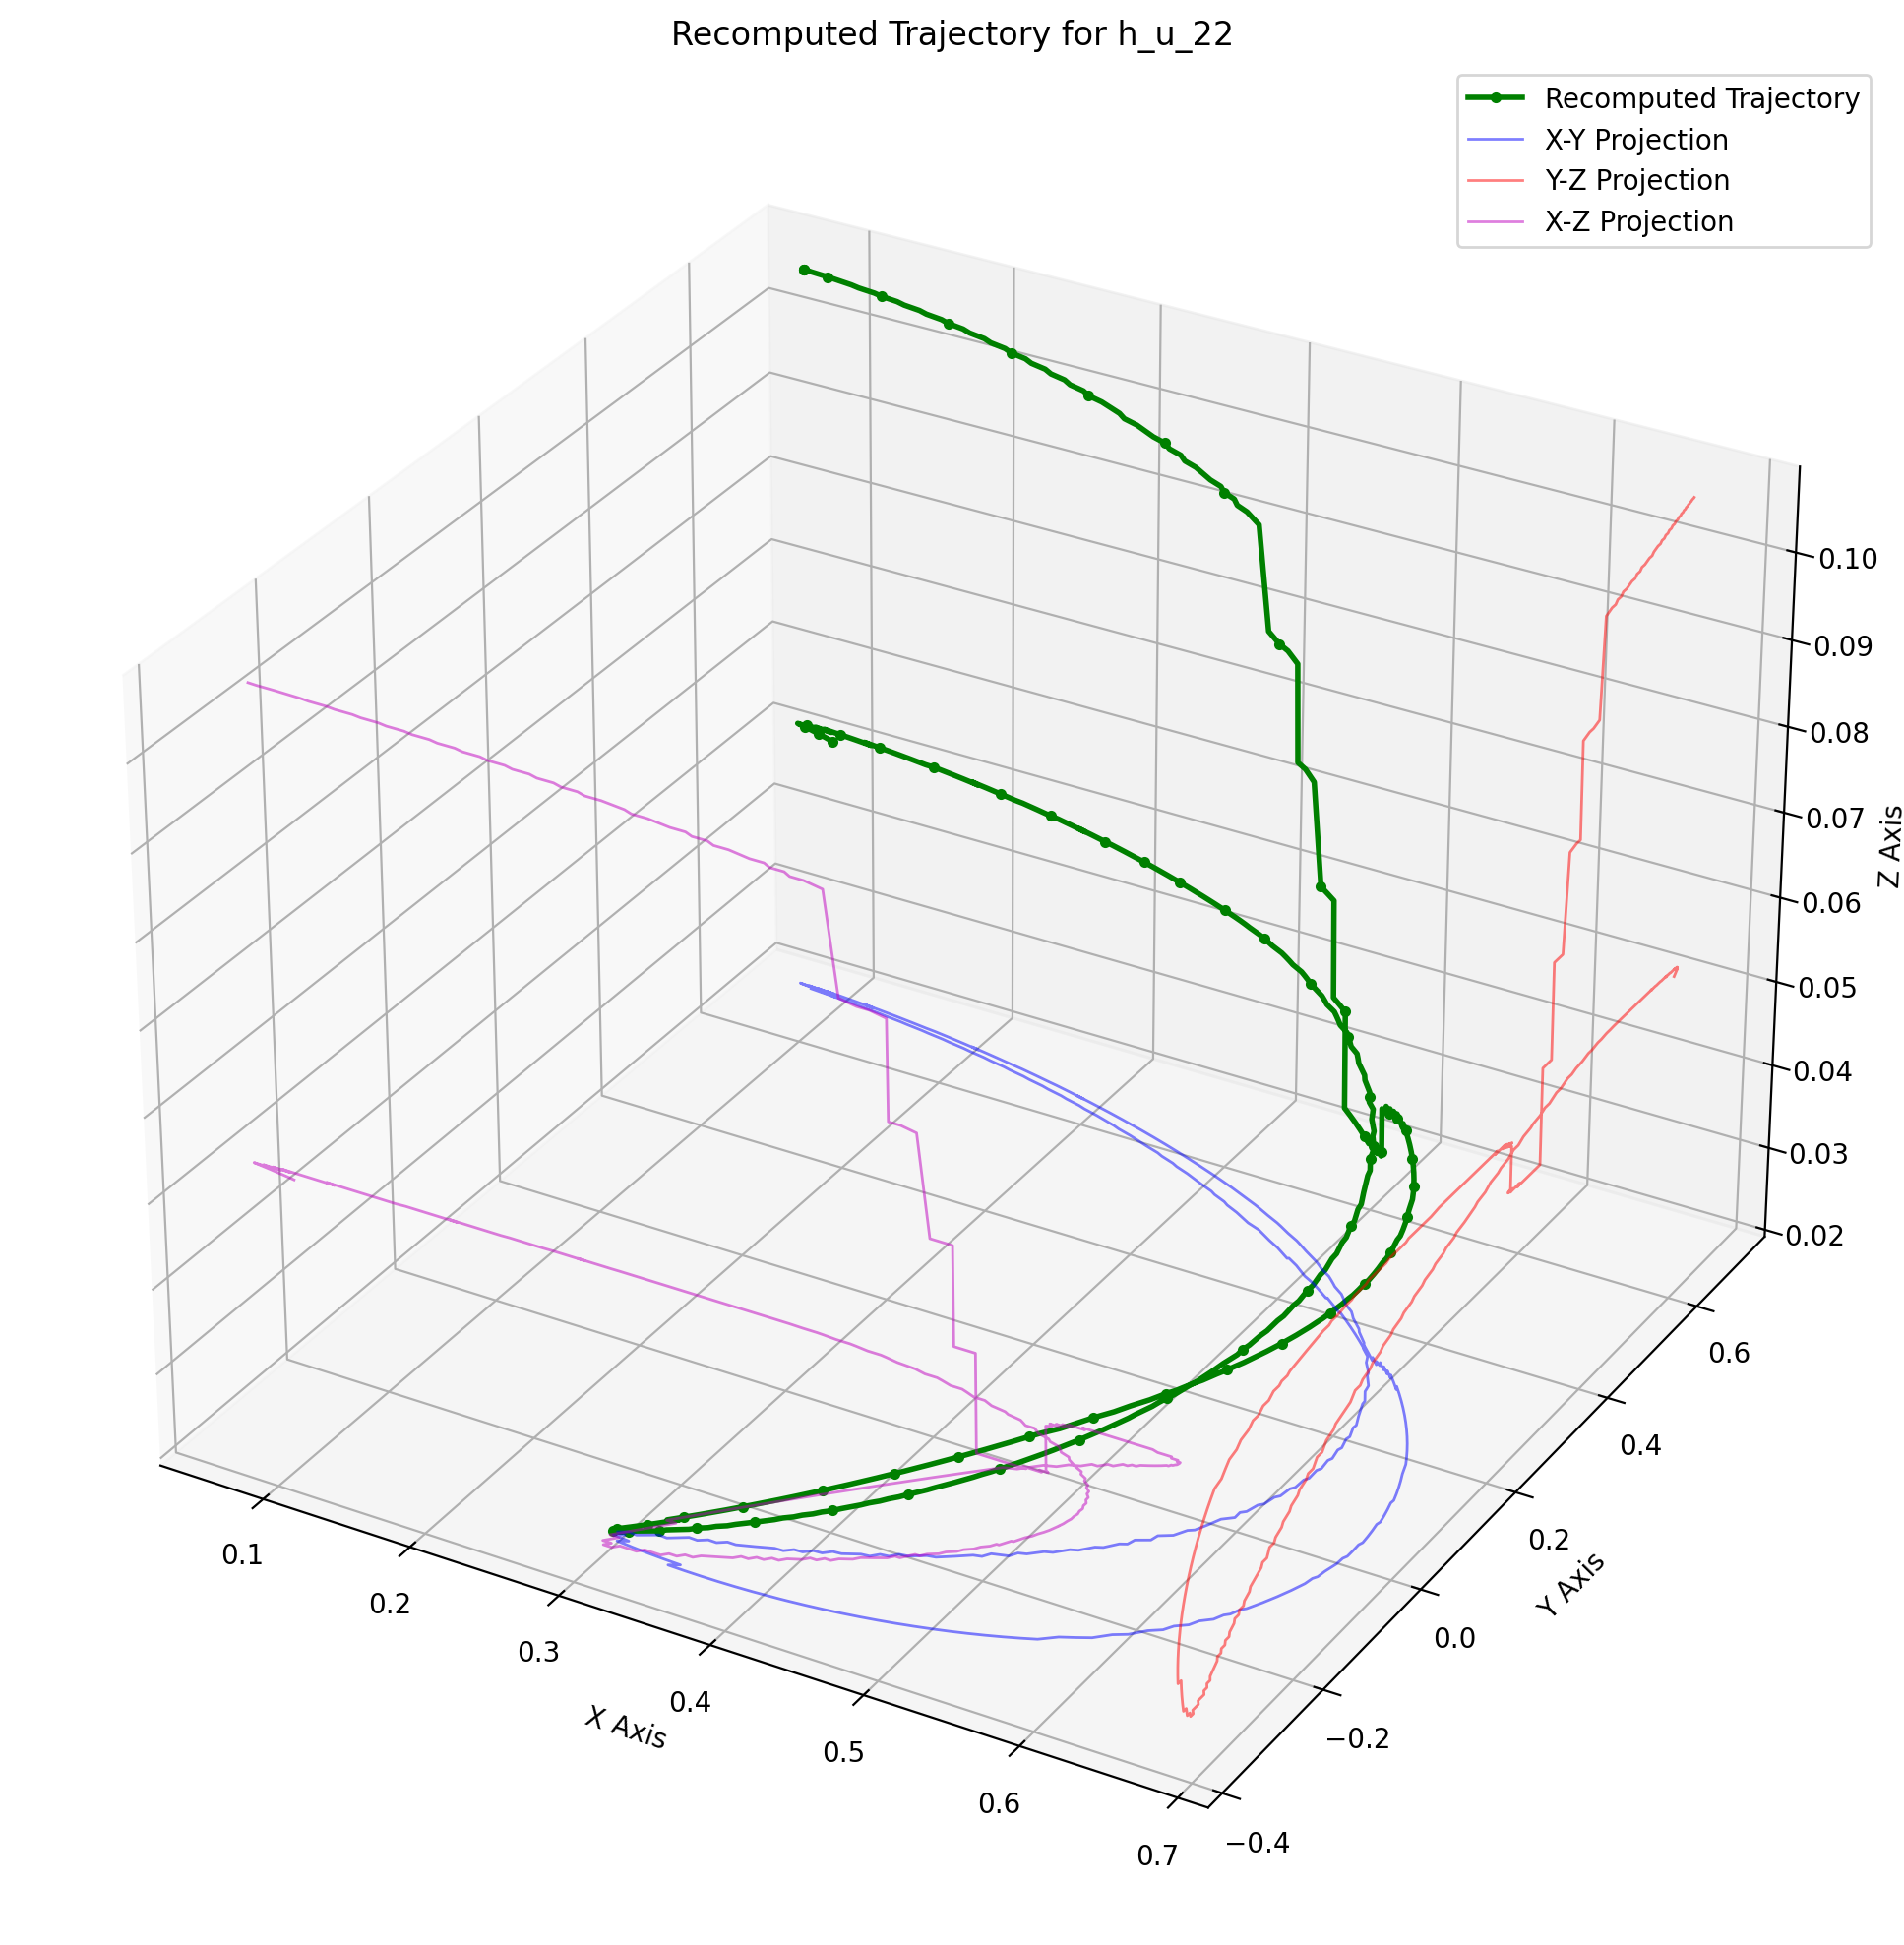 Recomputed Trajectory for h_u_22
Recomputed Trajectory
X-Y Projection
Y-Z Projection
X-Z Projection
0.10
0.09
0.08
0.07
0.06
0.05
0.04
0.03
0.02
Z Axis
0.6
0.4
0.2
0.0
−0.2
−0.4
Y Axis
0.1
0.2
0.3
0.4
0.5
0.6
0.7
X Axis